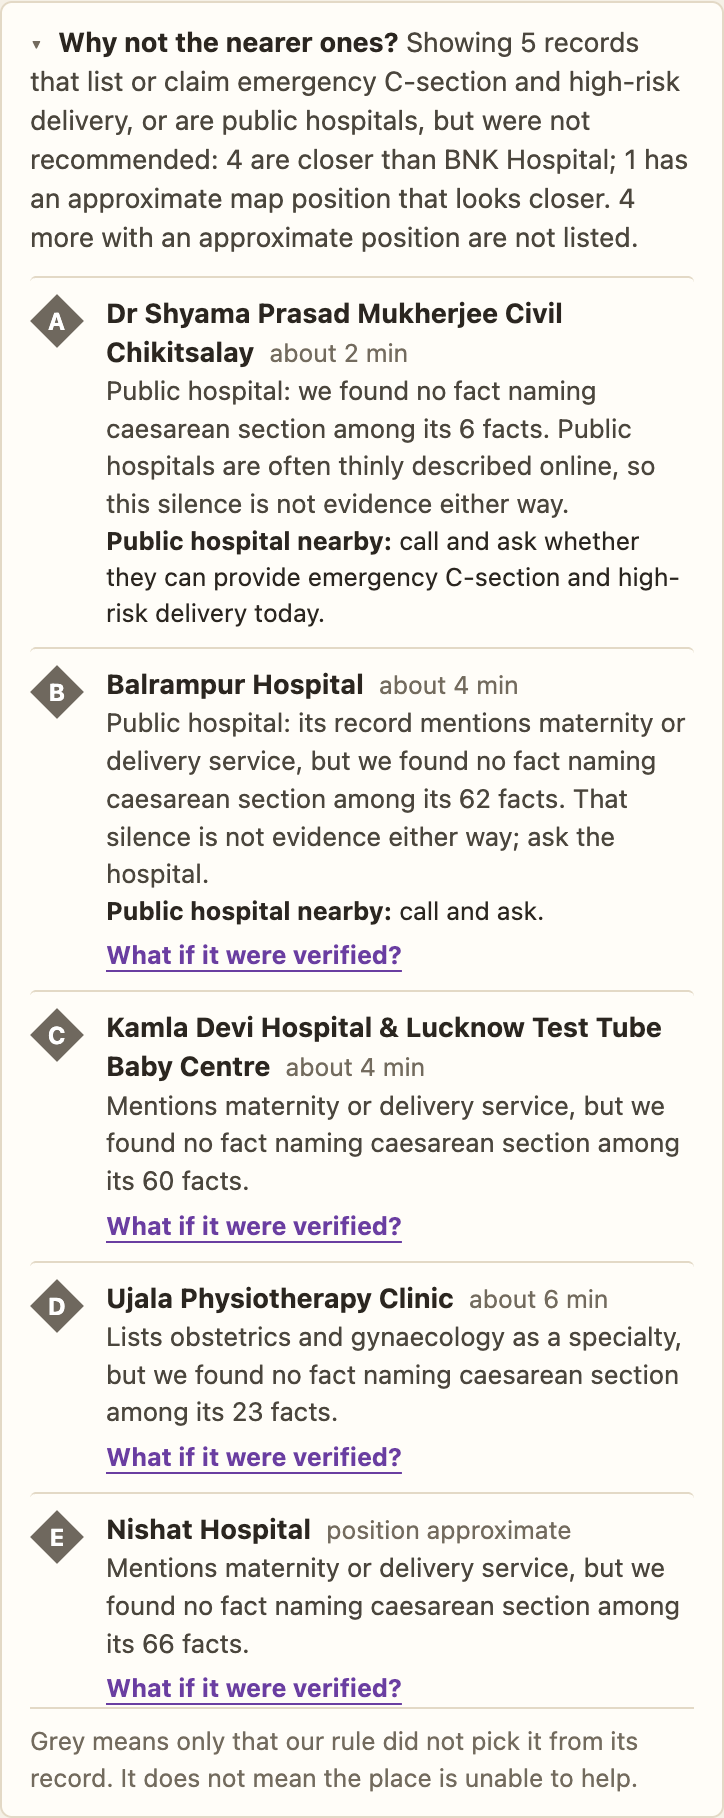 ▾ Why not the nearer ones? Showing 5 records
that list or claim emergency C-section and high-risk
delivery, or are public hospitals, but were not
recommended: 4 are closer than BNK Hospital; 1 has
an approximate map position that looks closer. 4
more with an approximate position are not listed.
A
Dr Shyama Prasad Mukherjee Civil
Chikitsalay about 2 min
Public hospital: we found no fact naming
caesarean section among its 6 facts. Public
hospitals are often thinly described online, so
this silence is not evidence either way.
Public hospital nearby: call and ask whether
they can provide emergency C-section and high-
risk delivery today.
B
Balrampur Hospital about 4 min
Public hospital: its record mentions maternity or
delivery service, but we found no fact naming
caesarean section among its 62 facts. That
silence is not evidence either way; ask the
hospital.
Public hospital nearby: call and ask.
What if it were verified?
C
Kamla Devi Hospital & Lucknow Test Tube
Baby Centre about 4 min
Mentions maternity or delivery service, but we
found no fact naming caesarean section among
its 60 facts.
What if it were verified?
D
Ujala Physiotherapy Clinic about 6 min
Lists obstetrics and gynaecology as a specialty,
but we found no fact naming caesarean section
among its 23 facts.
What if it were verified?
E
Nishat Hospital position approximate
Mentions maternity or delivery service, but we
found no fact naming caesarean section among
its 66 facts.
What if it were verified?
Grey means only that our rule did not pick it from its
record. It does not mean the place is unable to help.